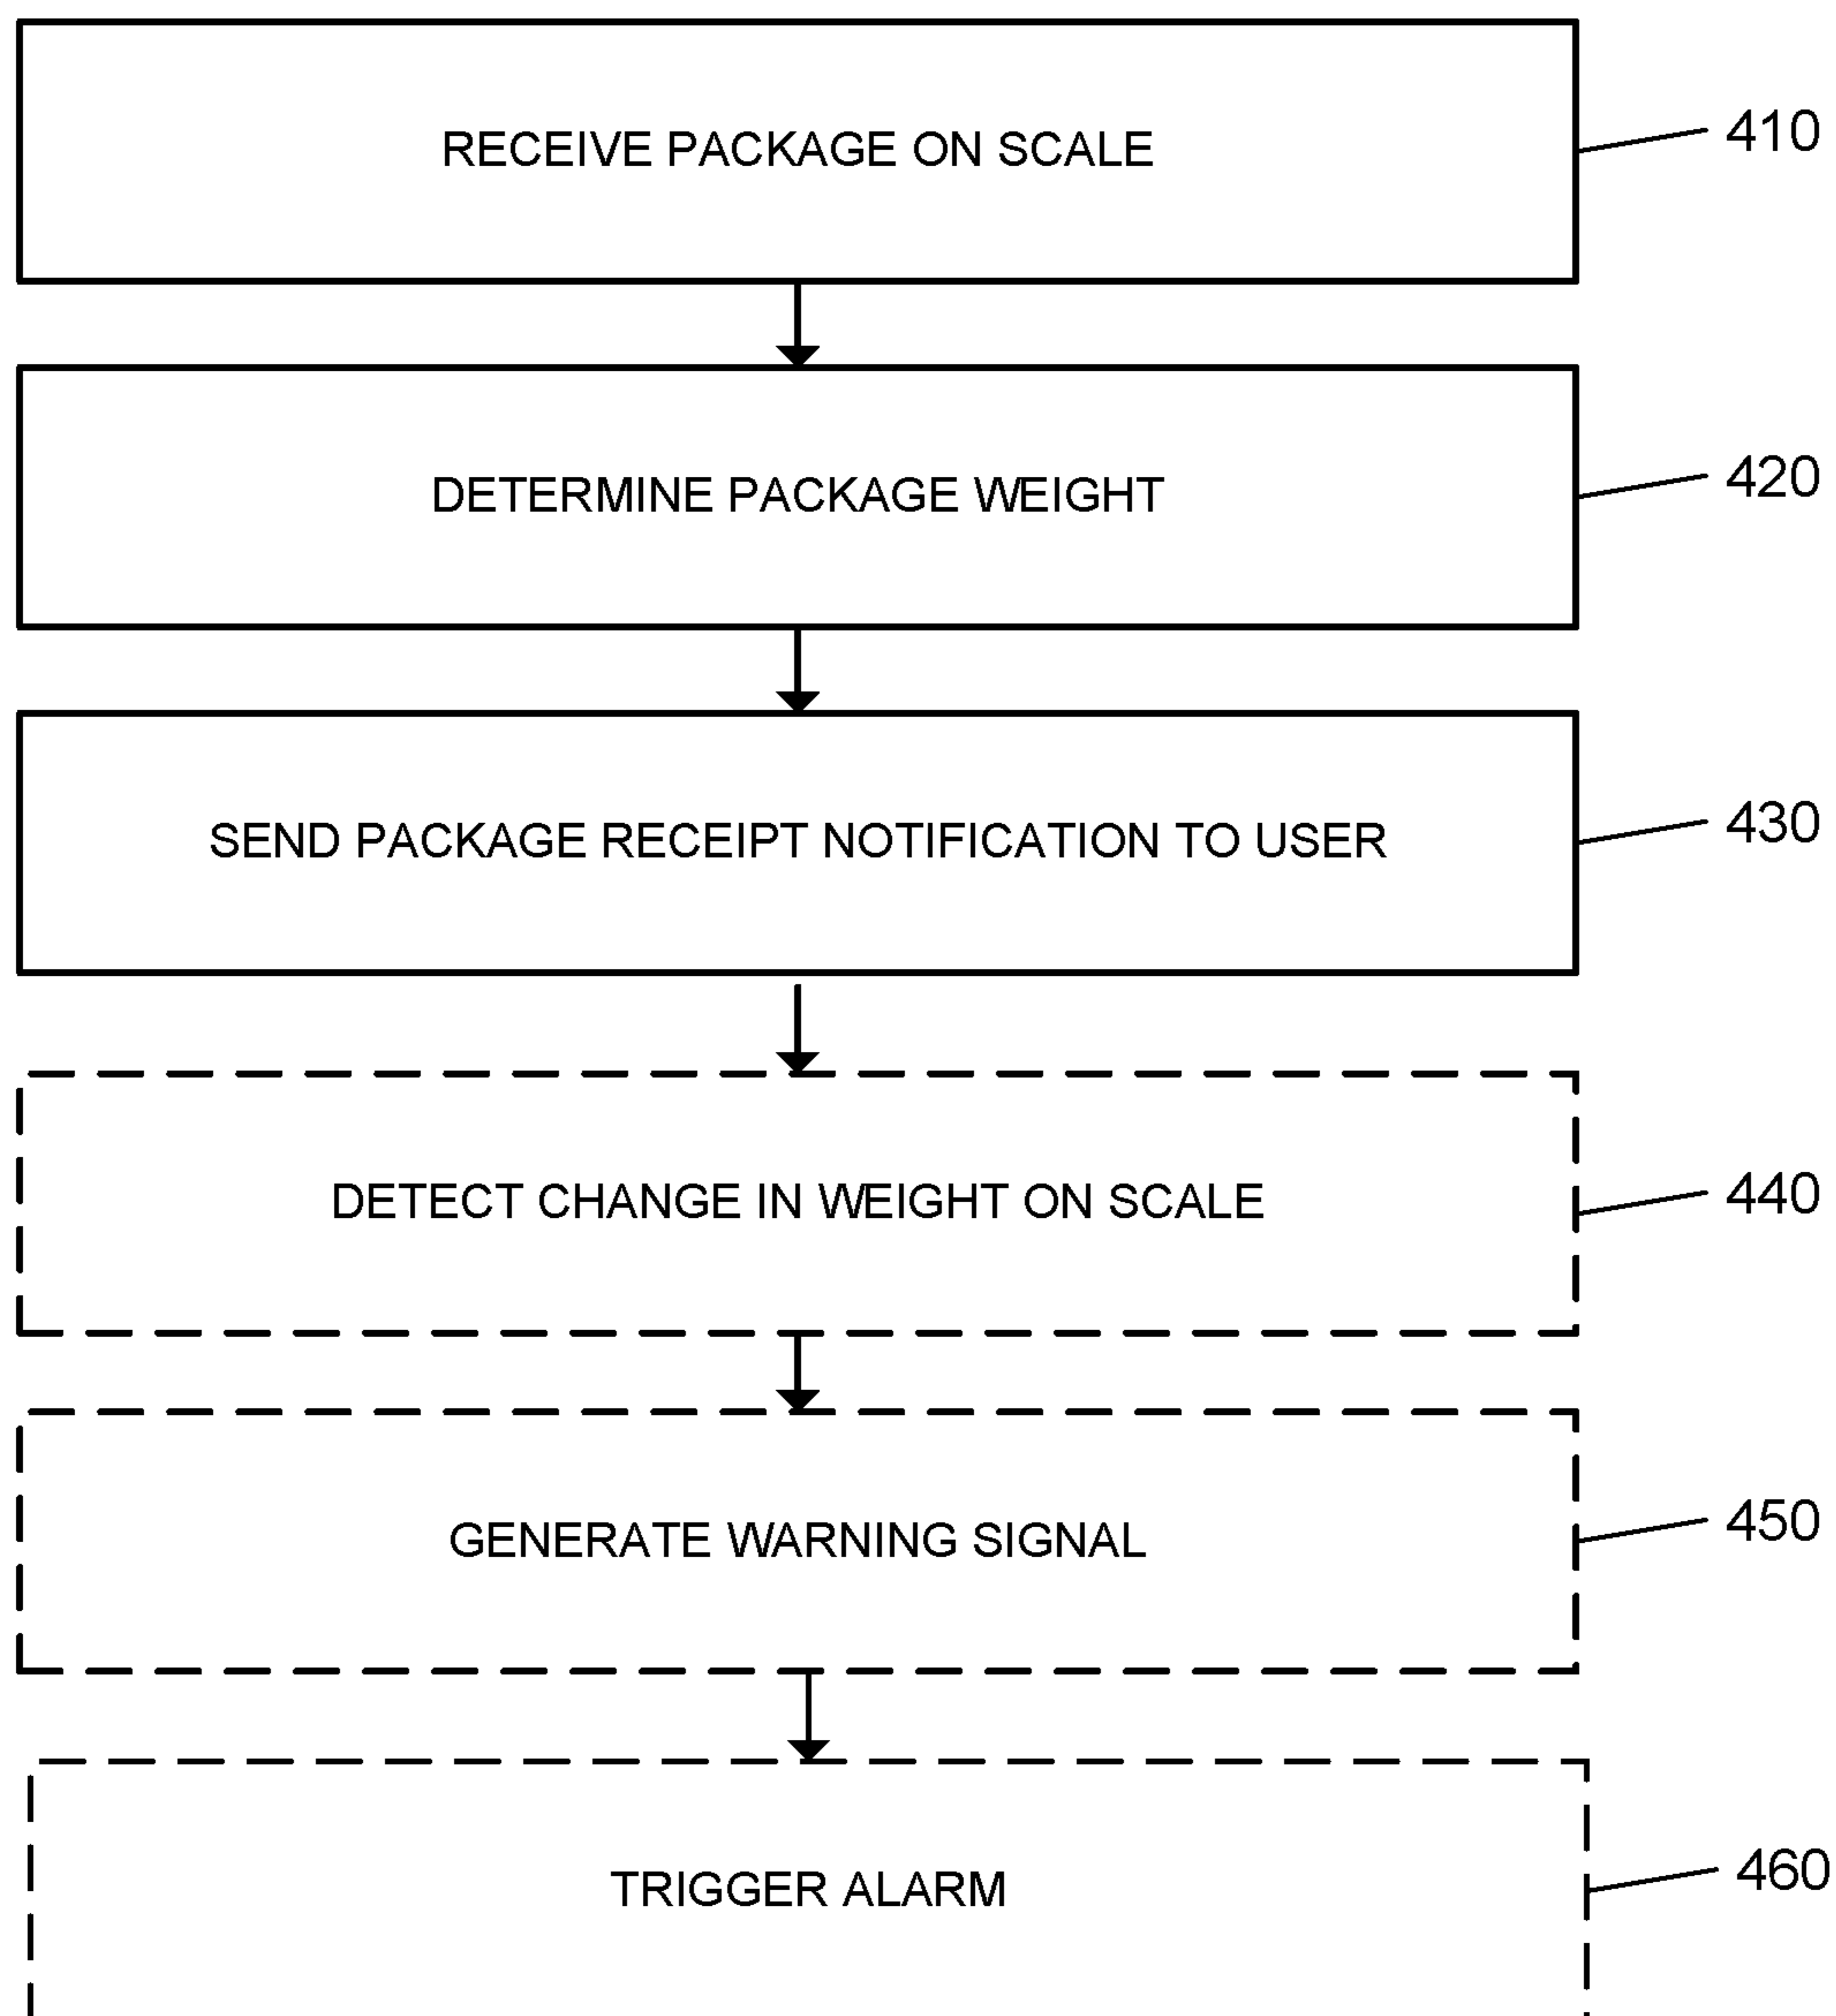 RECEIVE PACKAGE ON SCALE
410
DETERMINE PACKAGE WEIGHT
420
SEND PACKAGE RECEIPT NOTIFICATION TO USER
430
DETECT CHANGE IN WEIGHT ON SCALE
440
GENERATE WARNING SIGNAL
450
TRIGGER ALARM
460